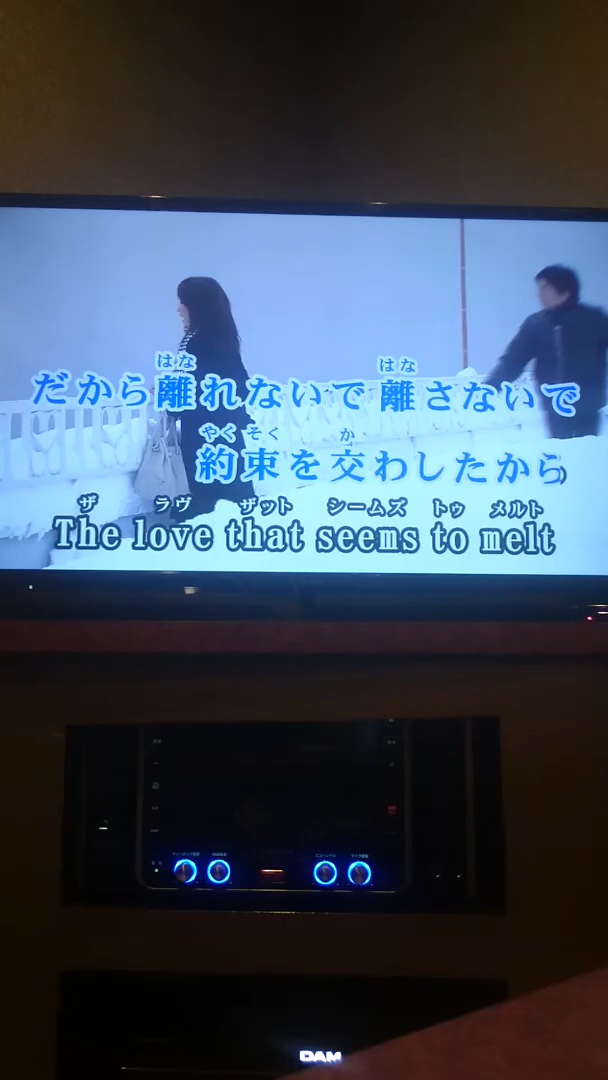 はな はな
だから離れないで 離さないで
やくそく か
約束を交わしたから
ザ ラヴ ザット シームズ トゥ メルト
The love that seems to melt
DAM